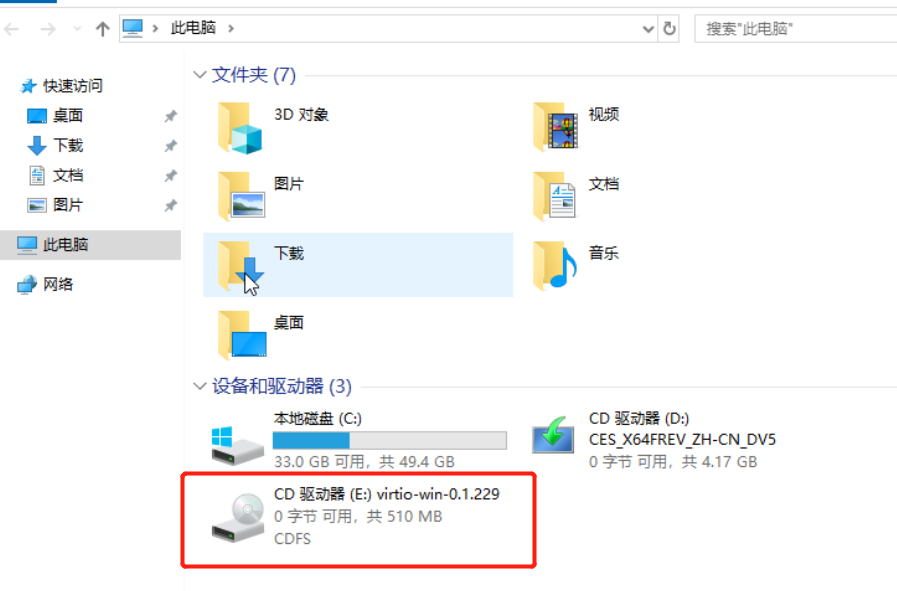 此电脑
搜索"此电脑"
快速访问
桌面
下载
文档
图片
此电脑
网络
文件夹 (7)
3D 对象
视频
图片
文档
下载
音乐
桌面
设备和驱动器 (3)
本地磁盘 (C:)
33.0 GB 可用，共 49.4 GB
CD 驱动器 (D:)
CES_X64FREV_ZH-CN_DV5
0 字节 可用，共 4.17 GB
CD 驱动器 (E:) virtio-win-0.1.229
0 字节 可用，共 510 MB
CDFS